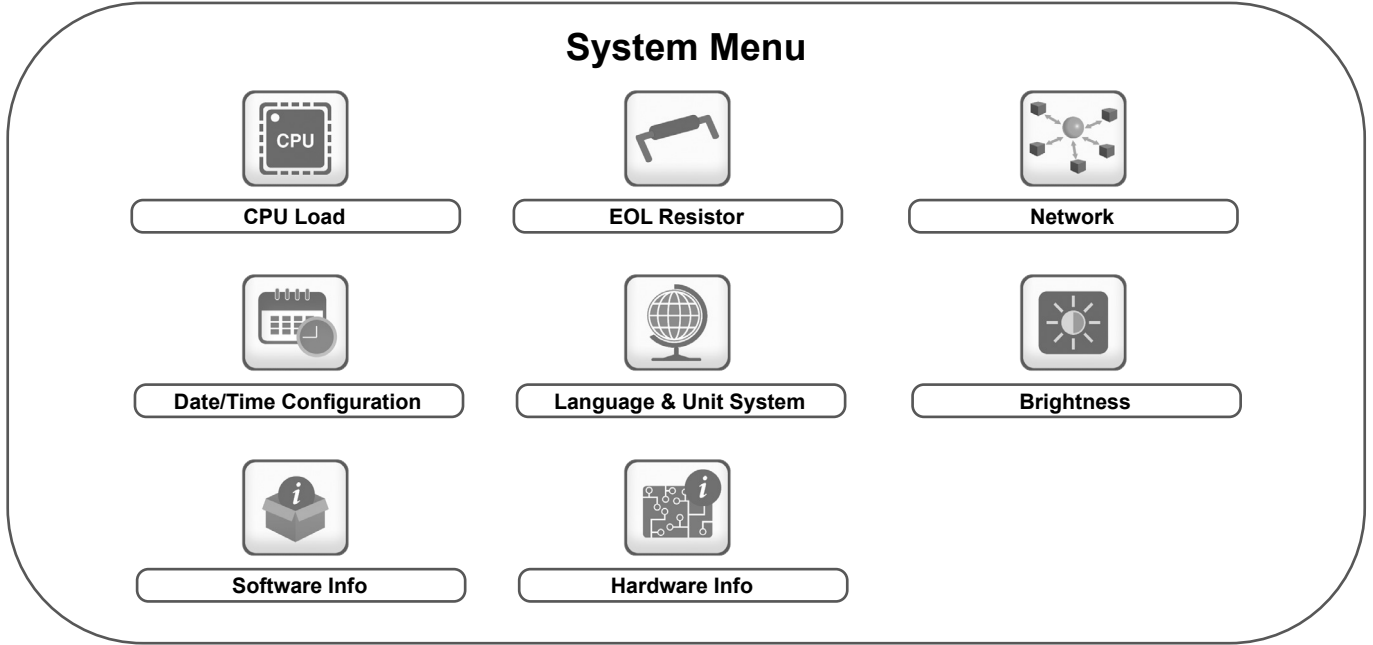 System Menu
CPU
CPU Load
EOL Resistor
Network
Date/Time Configuration
Language & Unit System
Brightness
i
Software Info
i
Hardware Info